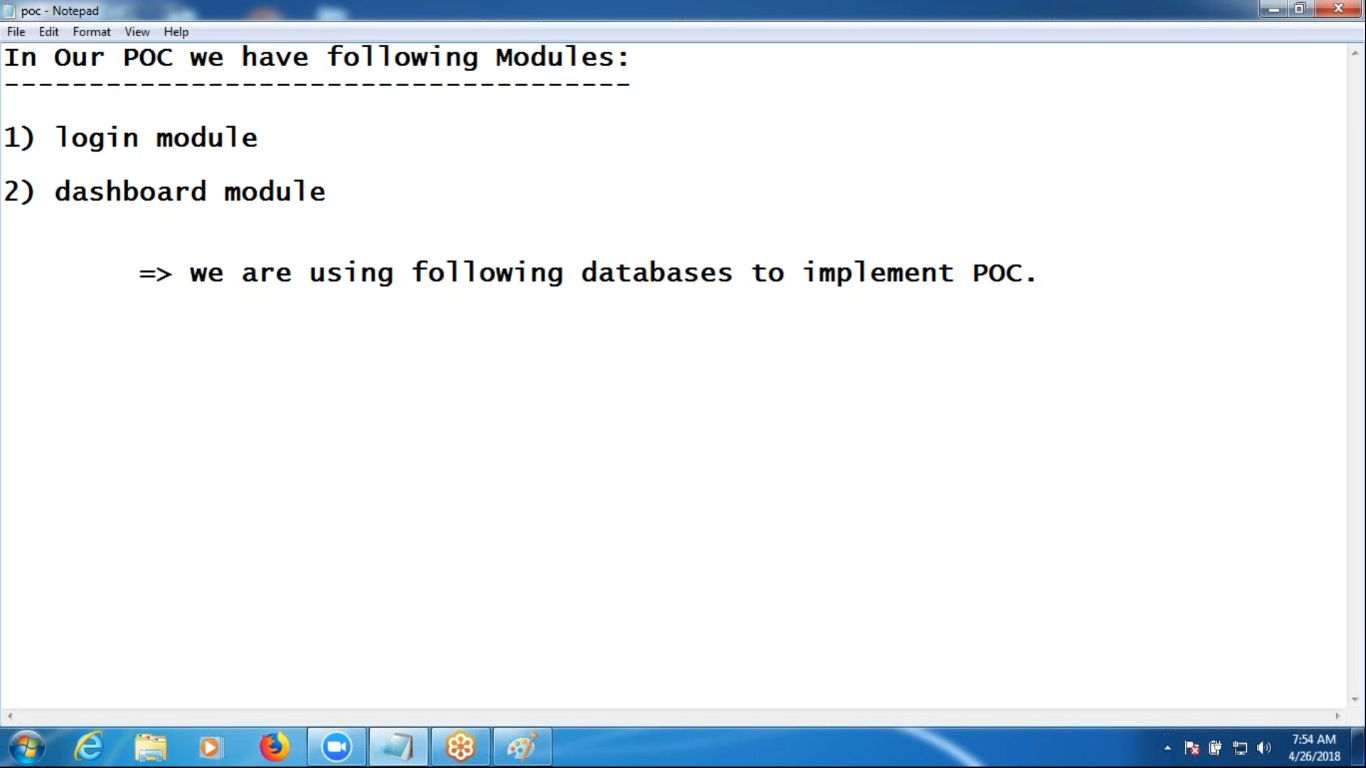 poc - Notepad
File Edit Format View Help
In Our POC we have following Modules:
-------------------------------------
1) login module
2) dashboard module
=> we are using following databases to implement POC.
7:54 AM
4/26/2018